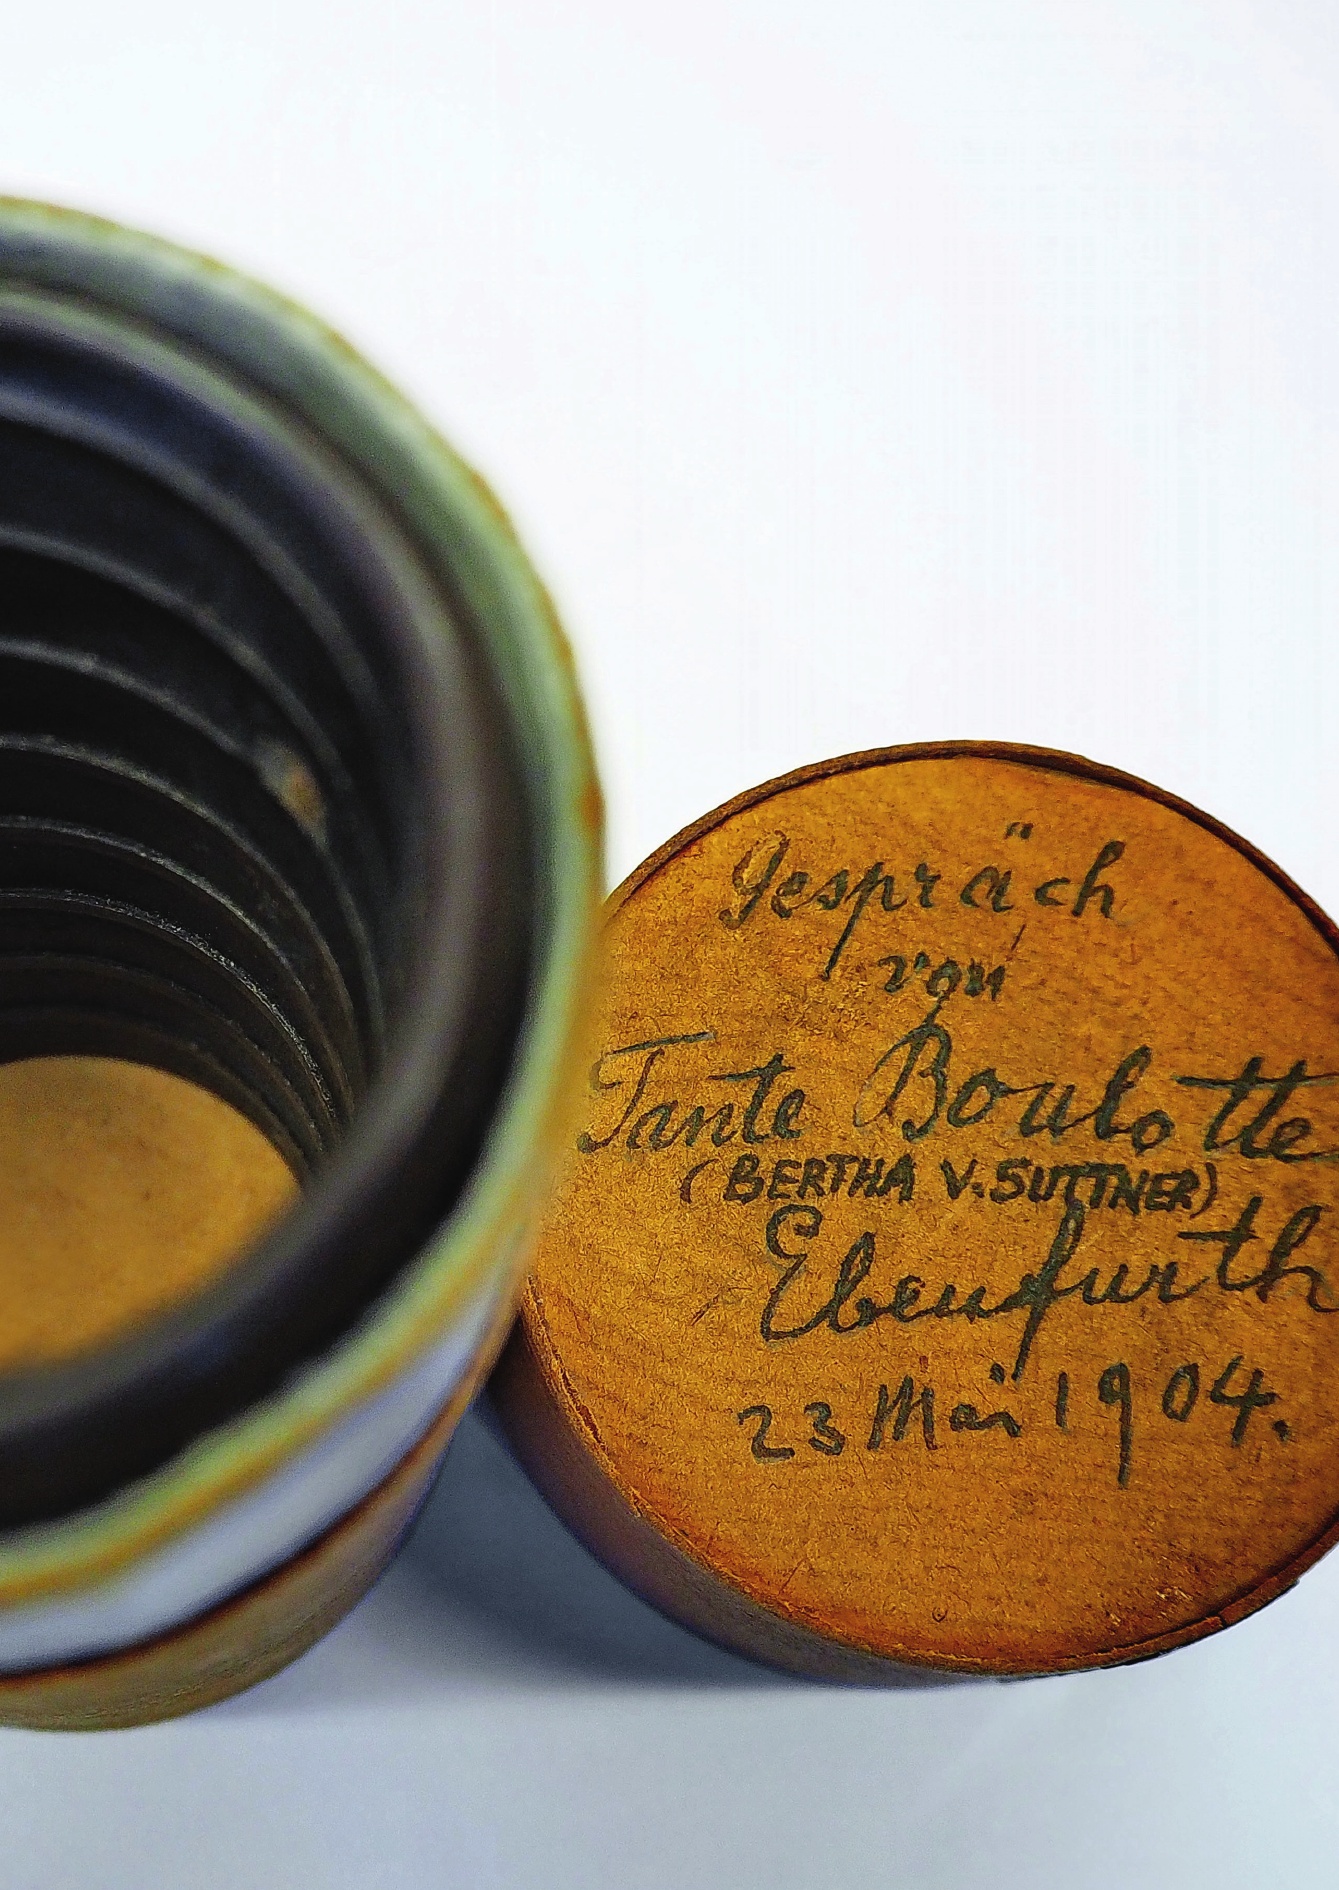 Gespräch
von
Tante Boulotte
(BERTHA V. SUTTNER)
Ebenfurth
23 Mai 1904.